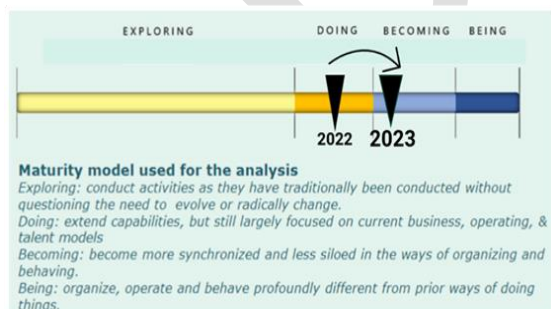 EXPLORING DOING BECOMING BEING
2022 2023
Maturity model used for the analysis
Exploring: conduct activities as they have traditionally been conducted without
questioning the need to evolve or radically change.
Doing: extend capabilities, but still largely focused on current business, operating, &
talent models
Becoming: become more synchronized and less siloed in the ways of organizing and
behaving.
Being: organize, operate and behave profoundly different from prior ways of doing
things.